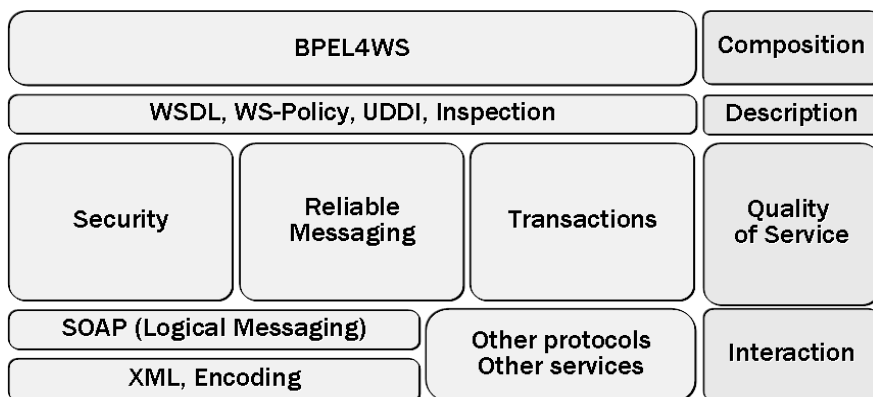 BPEL4WS
Composition
WSDL, WS-Policy, UDDI, Inspection
Description
Security
Reliable
Messaging
Transactions
Quality
of Service
SOAP (Logical Messaging)
XML, Encoding
Other protocols
Other services
Interaction